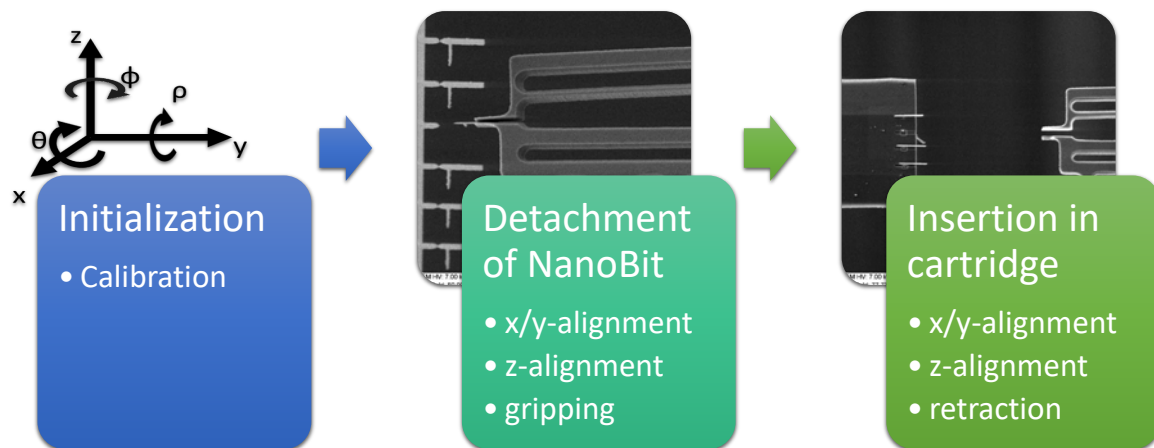 z
ϕ
ρ
θ
y
x
Initialization
• Calibration
Detachment
of NanoBit
• x/y-alignment
• z-alignment
• gripping
Insertion in
cartridge
• x/y-alignment
• z-alignment
• retraction